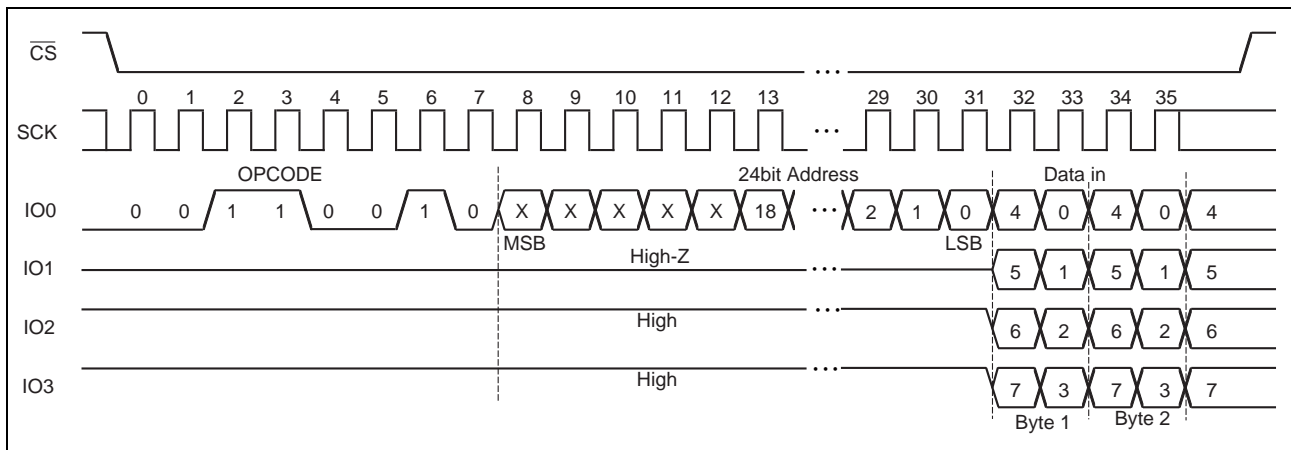 CS
0 1 2 3 4 5 6 7 8 9 10 11 12 13 29 30 31 32 33 34 35
SCK ...
OPCODE 24bit Address Data in
IO0 0 0 1 1 0 0 1 0 X X X X X 18 ... 2 1 0 4 0 4 0 4
MSB LSB
IO1 High-Z ... 5 1 5 1 5
IO2 High ... 6 2 6 2 6
IO3 High ... 7 3 7 3 7
Byte 1 Byte 2